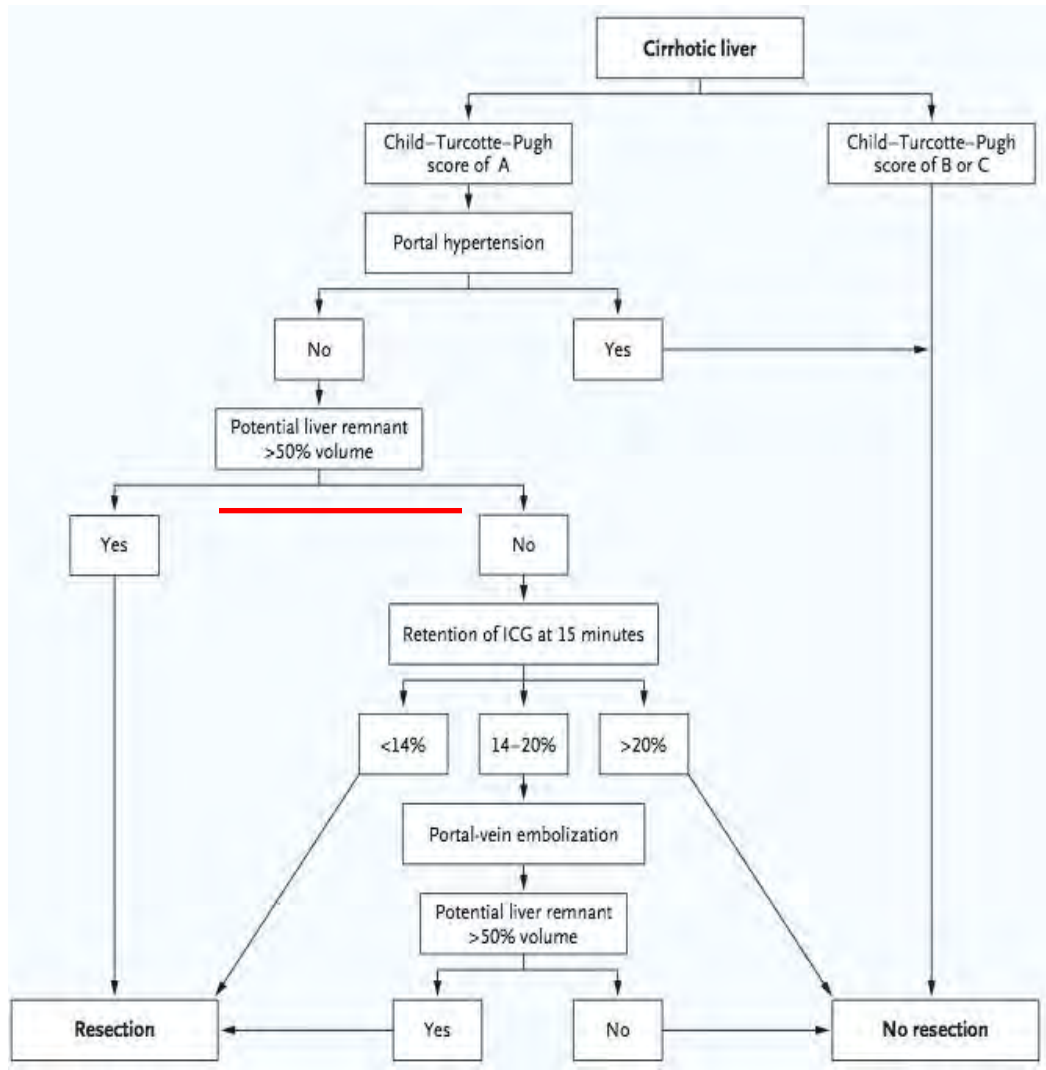 Cirrhotic liver
Child–Turcotte–Pugh
score of A
Child–Turcotte–Pugh
score of B or C
Portal hypertension
No
Yes
Potential liver remnant
>50% volume
Yes
No
Retention of ICG at 15 minutes
<14%
14–20%
>20%
Portal-vein embolization
Potential liver remnant
>50% volume
Resection
Yes
No
No resection